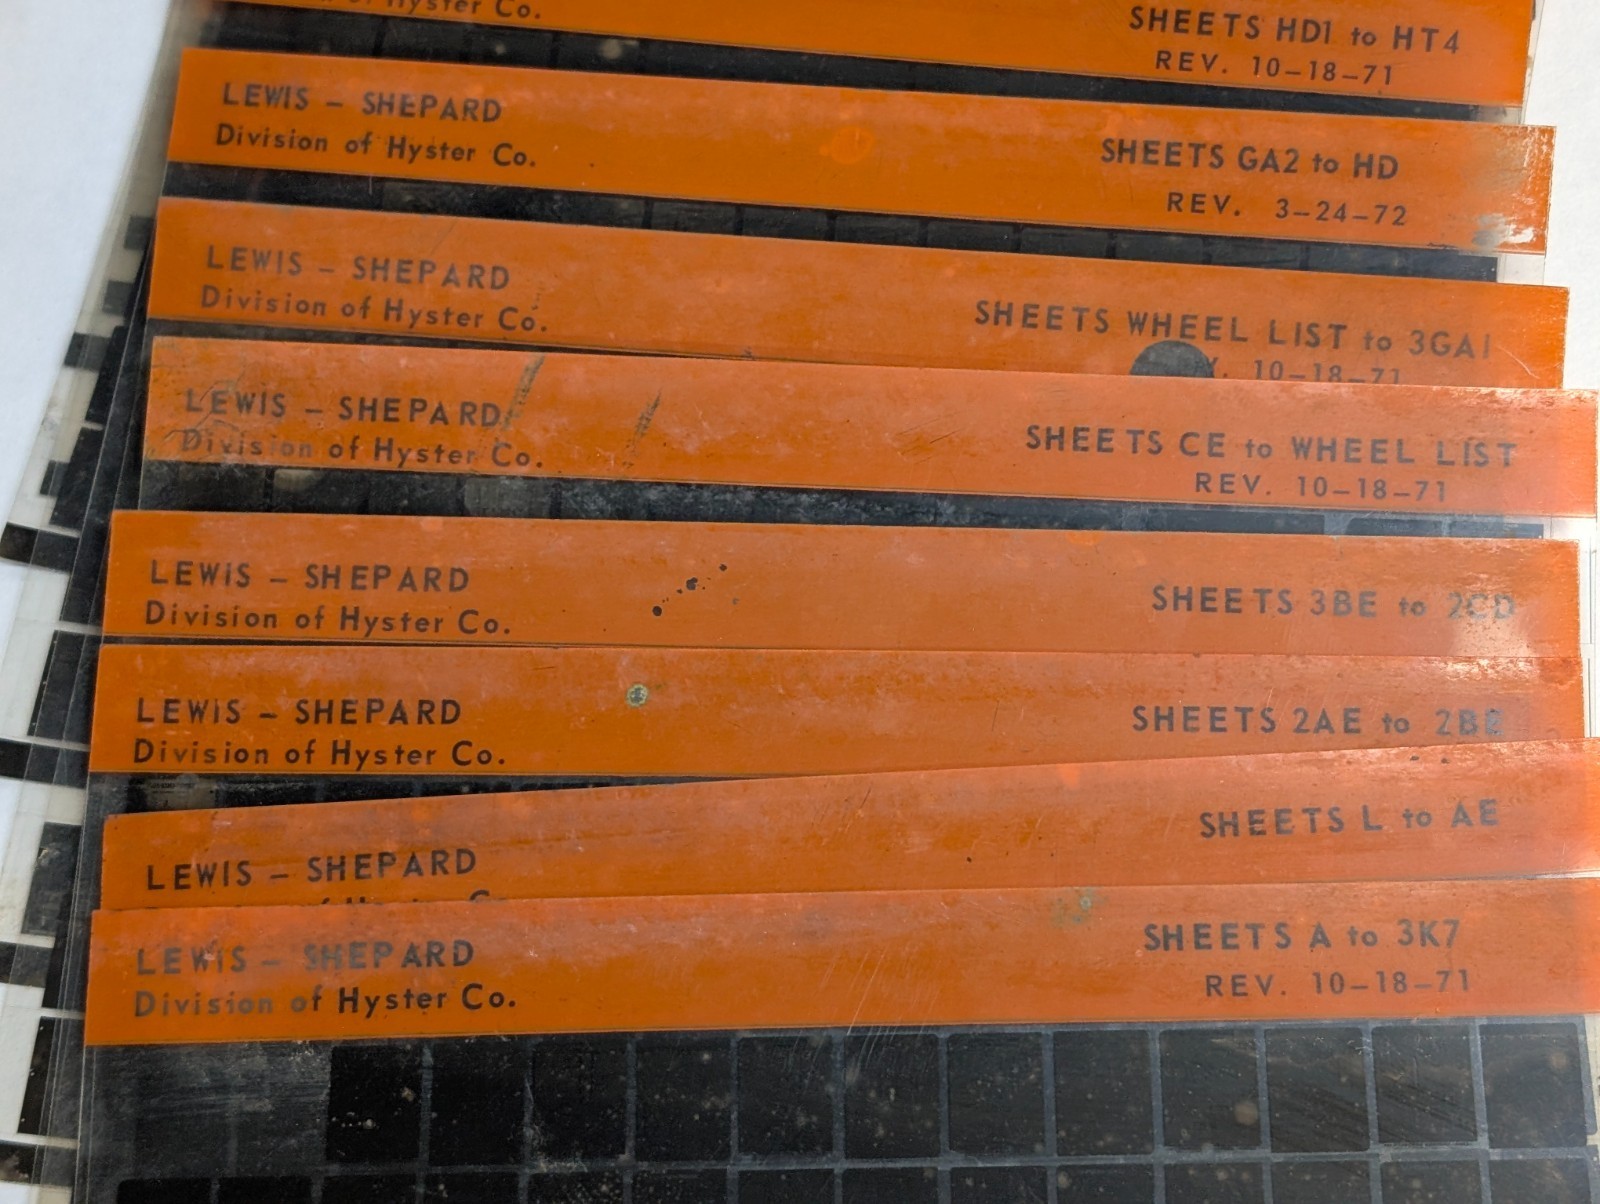 of Hyster Co.
SHEETS HD1 to HT4
REV. 10-18-71
LEWIS - SHEPARD
Division of Hyster Co.
SHEETS GA2 to HD
REV. 3-24-72
LEWIS - SHEPARD
Division of Hyster Co.
SHEETS WHEEL LIST to 3GA1
10-18-71
LEWIS - SHEPARD
Division of Hyster Co.
SHEETS CE to WHEEL LIST
REV. 10-18-71
LEWIS - SHEPARD
Division of Hyster Co.
SHEETS 3BE to 2CD
LEWIS - SHEPARD
Division of Hyster Co.
SHEETS 2AE to
LEWIS - SHEPARD
SHEETS L to AE
LEWIS - SHEPARD
Division of Hyster Co.
SHEETS A to 3K7
REV. 10-18-71